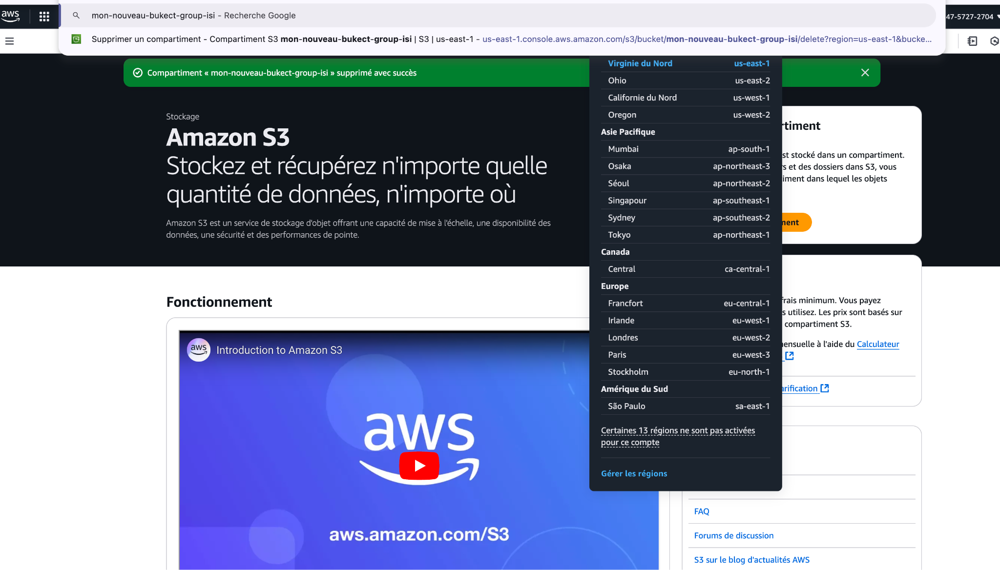 aws
mon-nouveau-bukect-group-isi - Recherche Google
47-5727-2704
Supprimer un compartiment - Compartiment S3 mon-nouveau-bukect-group-isi | S3 | us-east-1 - us-east-1.console.aws.amazon.com/s3/bucket/mon-nouveau-bukect-group-isi/delete?region=us-east-1&bucke...
Compartiment « mon-nouveau-bukect-group-isi » supprimé avec succès
Stockage
Amazon S3
Stockez et récupérez n'importe quelle
quantité de données, n'importe où
Amazon S3 est un service de stockage d'objet offrant une capacité de mise à l'échelle, une disponibilité des
données, une sécurité et des performances de pointe.
Virginie du Nord us-east-1
Ohio us-east-2
Californie du Nord us-west-1
Oregon us-west-2
Asie Pacifique
Mumbai ap-south-1
Osaka ap-northeast-3
Séoul ap-northeast-2
Singapour ap-southeast-1
Sydney ap-southeast-2
Tokyo ap-northeast-1
Canada
Central ca-central-1
Europe
Francfort eu-central-1
Irlande eu-west-1
Londres eu-west-2
Paris eu-west-3
Stockholm eu-north-1
Amérique du Sud
São Paulo sa-east-1
Certaines 13 régions ne sont pas activées
pour ce compte
Gérer les régions
rtiment
st stocké dans un compartiment.
rs et des dossiers dans S3, vous
iment dans lequel les objets
ment
frais minimum. Vous payez
s utilisez. Les prix sont basés sur
compartiment S3.
mensuelle à l'aide du Calculateur
arification
FAQ
Forums de discussion
S3 sur le blog d'actualités AWS
Fonctionnement
aws
Introduction to Amazon S3
aws
aws.amazon.com/S3